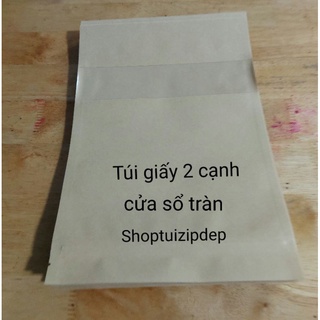 Túi giấy 2 cạnh
cửa sổ tràn
Shoptuizipdep